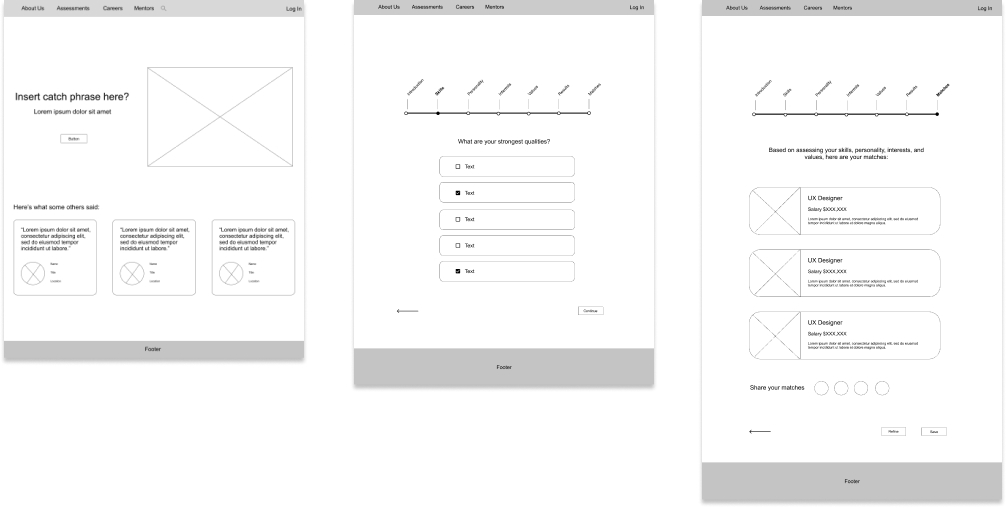 About Us Assessments Careers Mentors Log In
Insert catch phrase here?
Lorem ipsum dolor sit amet
Button
Here's what some others said:
"Lorem ipsum dolor sit amet,
consectetur adipiscing elit,
sed do eiusmod tempor
incididunt ut labore."
Name
Title
Location
"Lorem ipsum dolor sit amet,
consectetur adipiscing elit,
sed do eiusmod tempor
incididunt ut labore."
Name
Title
Location
"Lorem ipsum dolor sit amet,
consectetur adipiscing elit,
sed do eiusmod tempor
incididunt ut labore."
Name
Title
Location
Footer
About Us Assessments Careers Mentors Log In
Introduction
Skills
Personality
Interests
Values
Results
Matches
What are your strongest qualities?
Text
Text
Text
Text
Text
Continue
Footer
About Us Assessments Careers Mentors Log In
Introduction
Skills
Personality
Interests
Values
Results
Matches
Based on assessing your skills, personality, interests, and
values, here are your matches:
UX Designer
Salary $XXX,XXX
Lorem ipsum dolor sit amet, consectetur adipiscing elit, sed do eiusmod
tempor incididunt ut labore et dolore magna aliqua.
UX Designer
Salary $XXX,XXX
Lorem ipsum dolor sit amet, consectetur adipiscing elit, sed do eiusmod
tempor incididunt ut labore et dolore magna aliqua.
UX Designer
Salary $XXX,XXX
Lorem ipsum dolor sit amet, consectetur adipiscing elit, sed do eiusmod
tempor incididunt ut labore et dolore magna aliqua.
Share your matches
Refine Save
Footer